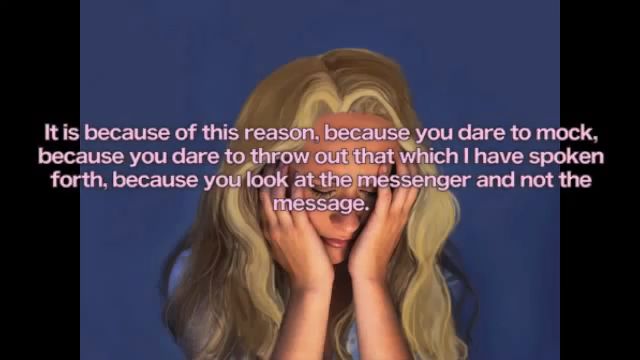 It is because of this reason, because you dare to mock,
because you dare to throw out that which I have spoken
forth, because you look at the messenger and not the
message.